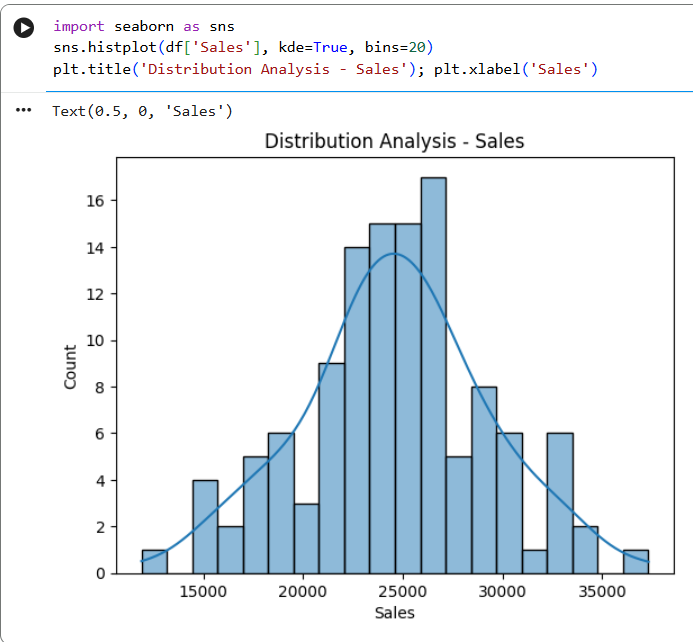 import seaborn as sns
sns.histplot(df['Sales'], kde=True, bins=20)
plt.title('Distribution Analysis - Sales'); plt.xlabel('Sales')
Text(0.5, 0, 'Sales')
Distribution Analysis - Sales
16
14
12
10
8
6
4
2
0
Count
15000 20000 25000 30000 35000
Sales